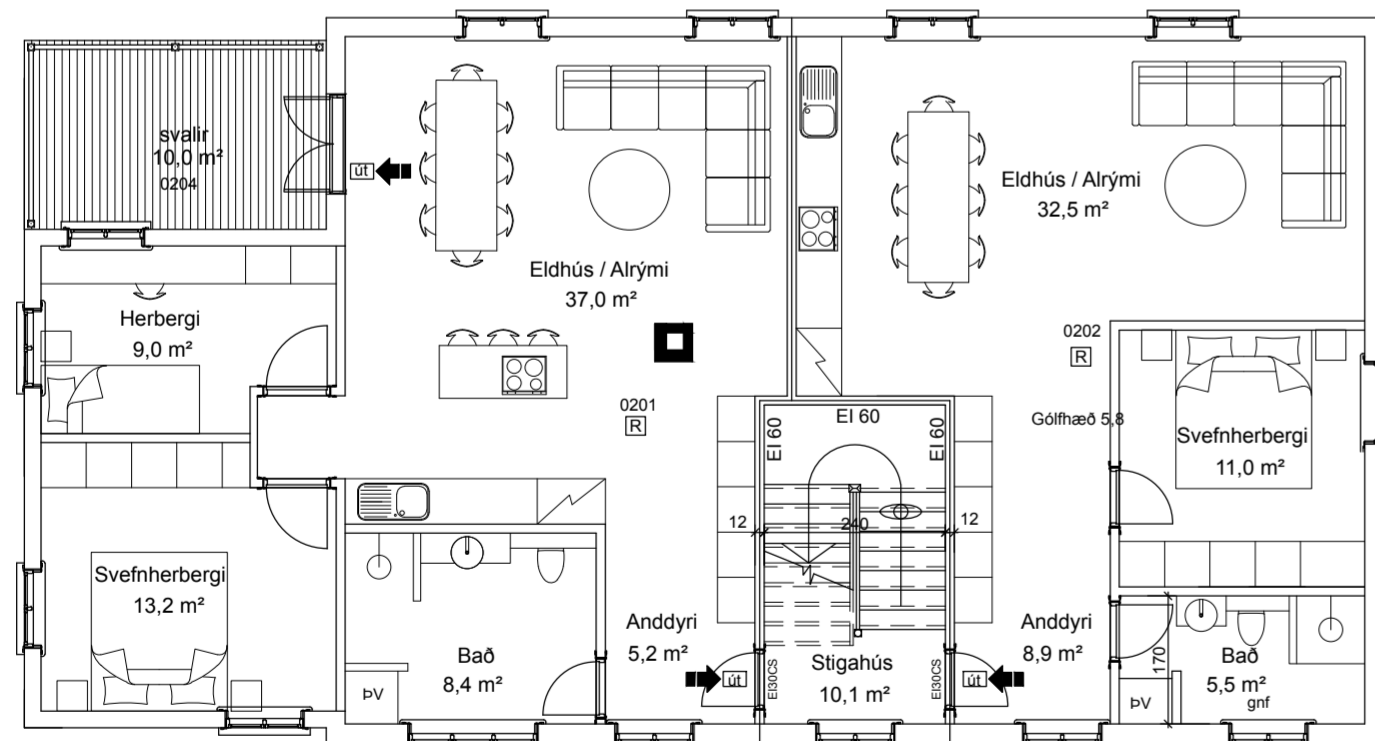 svalir
10,0 m²
0204
út
Eldhús / Alrými
37,0 m²
Eldhús / Alrými
32,5 m²
Herbergi
9,0 m²
0202
R
0201
R
EI 60
EI 60
EI 60
Gólfhæð 5,8
Svefnherbergi
11,0 m²
12
240
12
Svefnherbergi
13,2 m²
Anddyri
5,2 m²
út
EI30CS
Stigahús
10,1 m²
EI30CS
út
Anddyri
8,9 m²
170
Bað
8,4 m²
ÞV
Bað
5,5 m²
gnf
ÞV